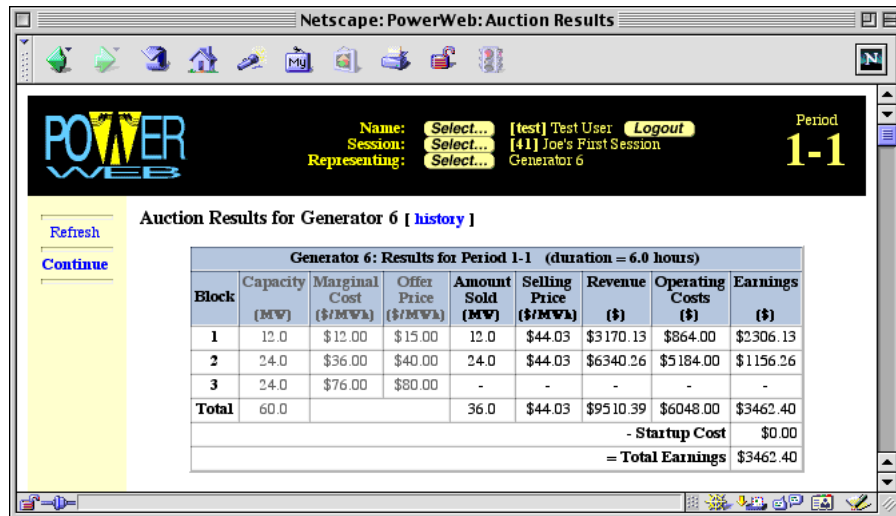 Netscape: PowerWeb: Auction Results
My
N
POWER
WEB
Name: Select... [test] Test User Logout
Session: Select... [41] Joe's First Session
Representing: Select... Generator 6
Period
1-1
Refresh
Continue
Auction Results for Generator 6 [ history ]
Generator 6: Results for Period 1-1 (duration = 6.0 hours)
Block Capacity (MW) Marginal Cost ($/MWh) Offer Price ($/MWh) Amount Sold (MW) Selling Price ($/MWh) Revenue ($) Operating Costs ($) Earnings ($)
1 12.0 $12.00 $15.00 12.0 $44.03 $3170.13 $864.00 $2306.13
2 24.0 $36.00 $40.00 24.0 $44.03 $6340.26 $5184.00 $1156.26
3 24.0 $76.00 $80.00 - - - - -
Total 60.0 36.0 $44.03 $9510.39 $6048.00 $3462.40
- Startup Cost $0.00
= Total Earnings $3462.40